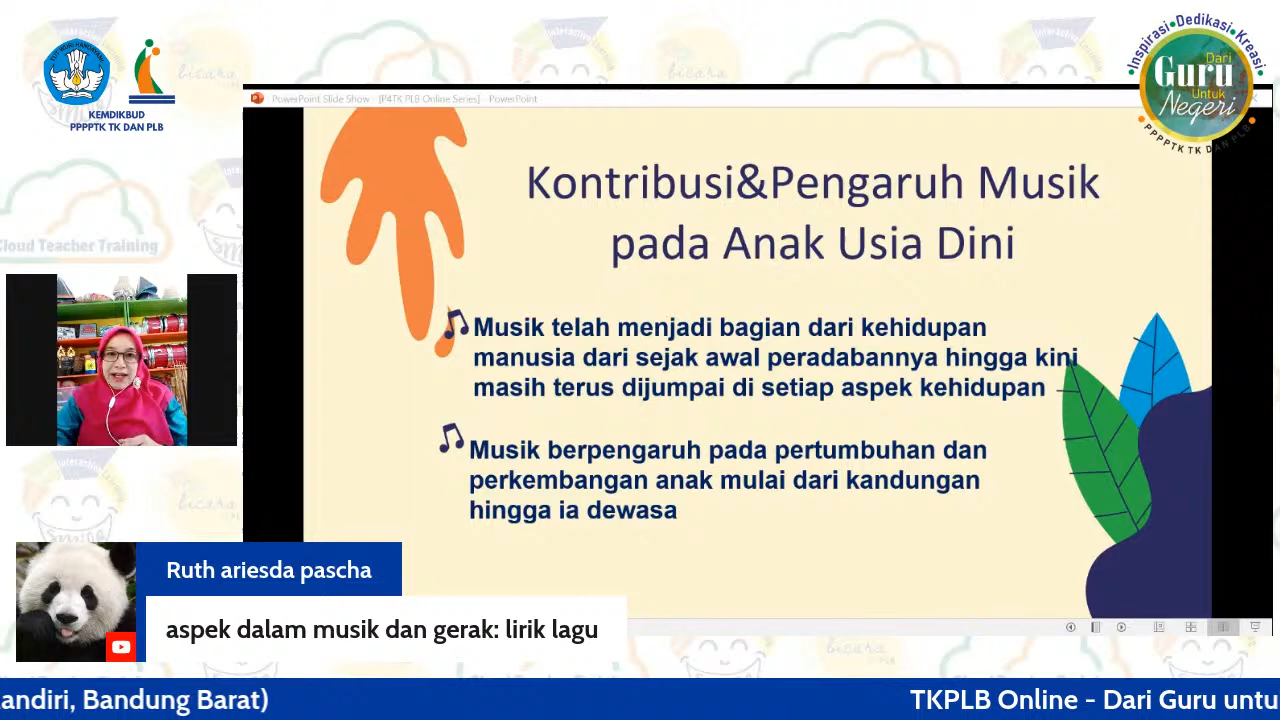 KEMDIKBUD
PPPPTK TK DAN PLB
Inspirasi•Dedikasi•Kreasi
Dari
Guru
Untuk
Negeri
PPPPTK TK DAN PLB
PowerPoint Slide Show - [P4TK PLB Online Series] - PowerPoint
Kontribusi&Pengaruh Musik
pada Anak Usia Dini
Musik telah menjadi bagian dari kehidupan
manusia dari sejak awal peradabannya hingga kini
masih terus dijumpai di setiap aspek kehidupan
Musik berpengaruh pada pertumbuhan dan
perkembangan anak mulai dari kandungan
hingga ia dewasa
Cloud Teacher Training
Ruth ariesda pascha
aspek dalam musik dan gerak: lirik lagu
andiri, Bandung Barat)
TKPLB Online - Dari Guru untu